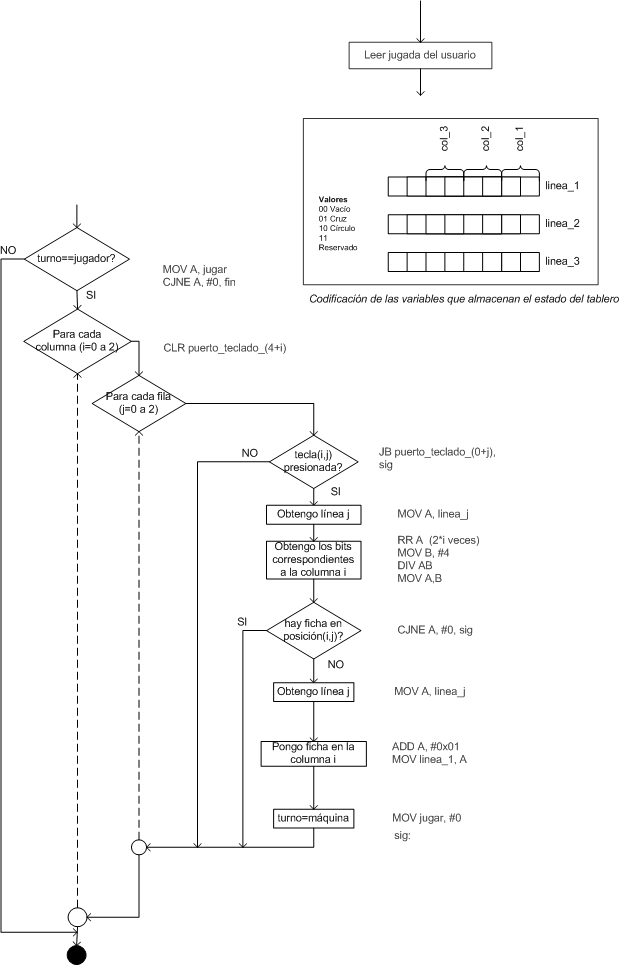 Leer jugada del usuario
col_3
col_2
col_1
Valores
00 Vacío
01 Cruz
10 Círculo
11
Reservado
linea_1
linea_2
linea_3
Codificación de las variables que almacenan el estado del tablero
NO
turno==jugador?
SI
MOV A, jugar
CJNE A, #0, fin
Para cada
columna (i=0 a 2)
CLR puerto_teclado_(4+i)
Para cada fila
(j=0 a 2)
NO
tecla(i,j)
presionada?
SI
JB puerto_teclado_(0+j),
sig
Obtengo línea j
MOV A, linea_j
Obtengo los bits
correspondientes
a la columna i
RR A (2*i veces)
MOV B, #4
DIV AB
MOV A,B
SI
hay ficha en
posición(i,j)?
NO
CJNE A, #0, sig
Obtengo línea j
MOV A, linea_j
Pongo ficha en la
columna i
ADD A, #0x01
MOV linea_1, A
turno=máquina
MOV jugar, #0
sig: